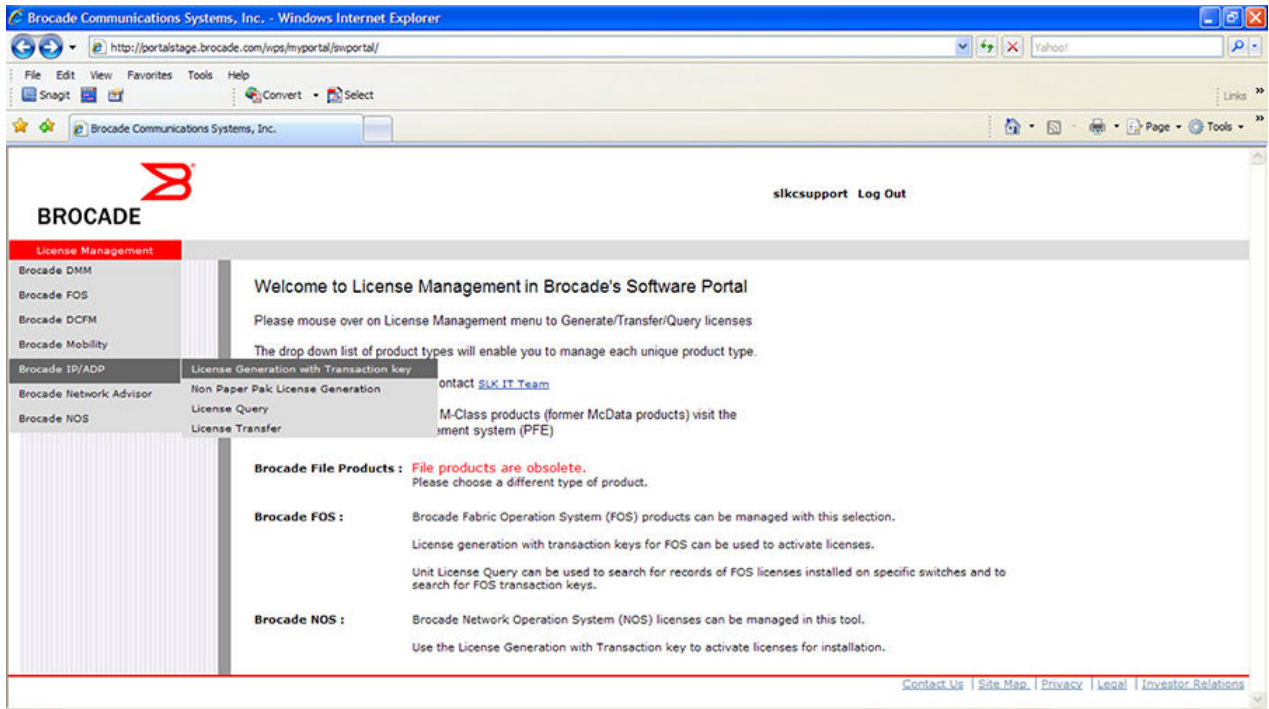 Brocade Communications Systems, Inc. - Windows Internet Explorer
http://portalstage.brocade.com/wps/myportal/swportal/
Yahoo!
File Edit View Favorites Tools Help
Snagit
Convert
Select
Links
Brocade Communications Systems, Inc.
Page
Tools
BROCADE
slkcsupport Log Out
License Management
Brocade DMM
Brocade FOS
Brocade DCFM
Brocade Mobility
Brocade IP/ADP
Brocade Network Advisor
Brocade NOS
License Generation with Transaction key
Non Paper Pak License Generation
License Query
License Transfer
Welcome to License Management in Brocade's Software Portal
Please mouse over on License Management menu to Generate/Transfer/Query licenses
The drop down list of product types will enable you to manage each unique product type.
ontact SLK IT Team
M-Class products (former McData products) visit the
ement system (PFE)
Brocade File Products : File products are obsolete.
Please choose a different type of product.
Brocade FOS : Brocade Fabric Operation System (FOS) products can be managed with this selection.
License generation with transaction keys for FOS can be used to activate licenses.
Unit License Query can be used to search for records of FOS licenses installed on specific switches and to
search for FOS transaction keys.
Brocade NOS : Brocade Network Operation System (NOS) licenses can be managed in this tool.
Use the License Generation with Transaction key to activate licenses for installation.
Contact Us | Site Map | Privacy | Legal | Investor Relations